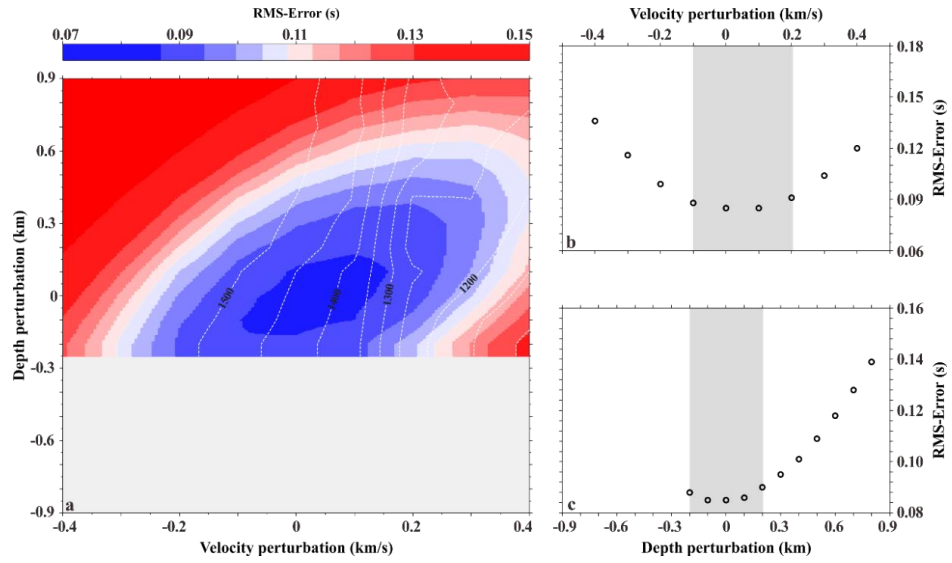 RMS-Error (s)
0.07 0.09 0.11 0.13 0.15
0.9
0.6
0.3
0
-0.3
-0.6
-0.9
Depth perturbation (km)
1500
1400
1300
1200
a
-0.4 -0.2 0 0.2 0.4
Velocity perturbation (km/s)
Velocity perturbation (km/s)
-0.4 -0.2 0 0.2 0.4
0.18
0.15
0.12
0.09
0.06
RMS-Error (s)
b
0.16
0.14
0.12
0.10
0.08
RMS-Error (s)
c
-0.9 -0.6 -0.3 0 0.3 0.6 0.9
Depth perturbation (km)